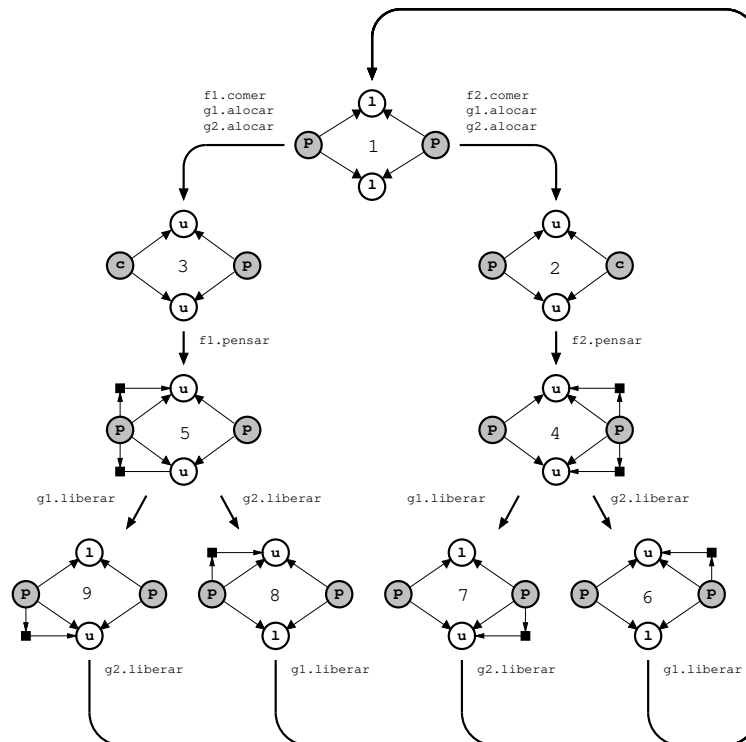 f1.comer
g1.alocar
g2.alocar
f2.comer
g1.alocar
g2.alocar
l
P 1 P
l
u
c 3 p
u
u
p 2 c
u
f1.pensar
f2.pensar
u
P 5 P
u
u
P 4 P
u
g1.liberar
g2.liberar
g1.liberar
g2.liberar
l
P 9 P
u
u
P 8 P
l
l
P 7 P
u
u
P 6 P
l
g2.liberar
g1.liberar
g2.liberar
g1.liberar